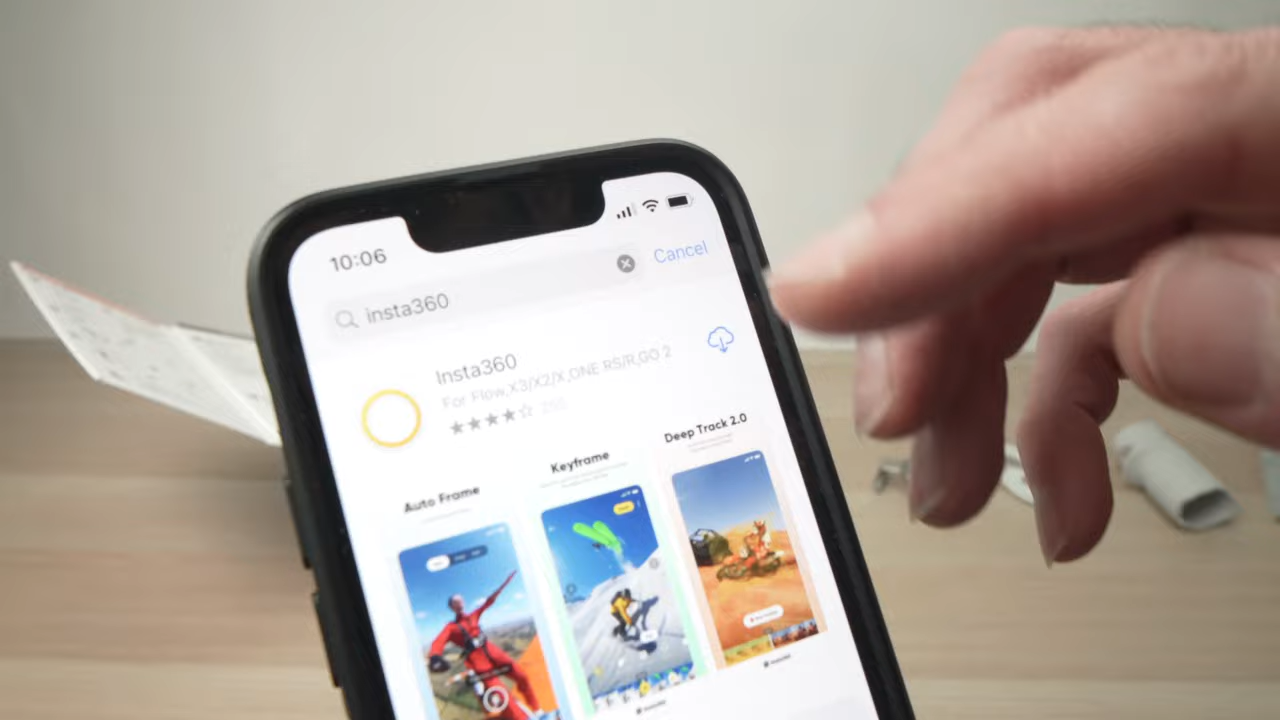 10:06
insta360
Cancel
Insta360
For Flow,X3/X2/X,ONE RS/R,GO 2
Auto Frame
Keyframe
Deep Track 2.0